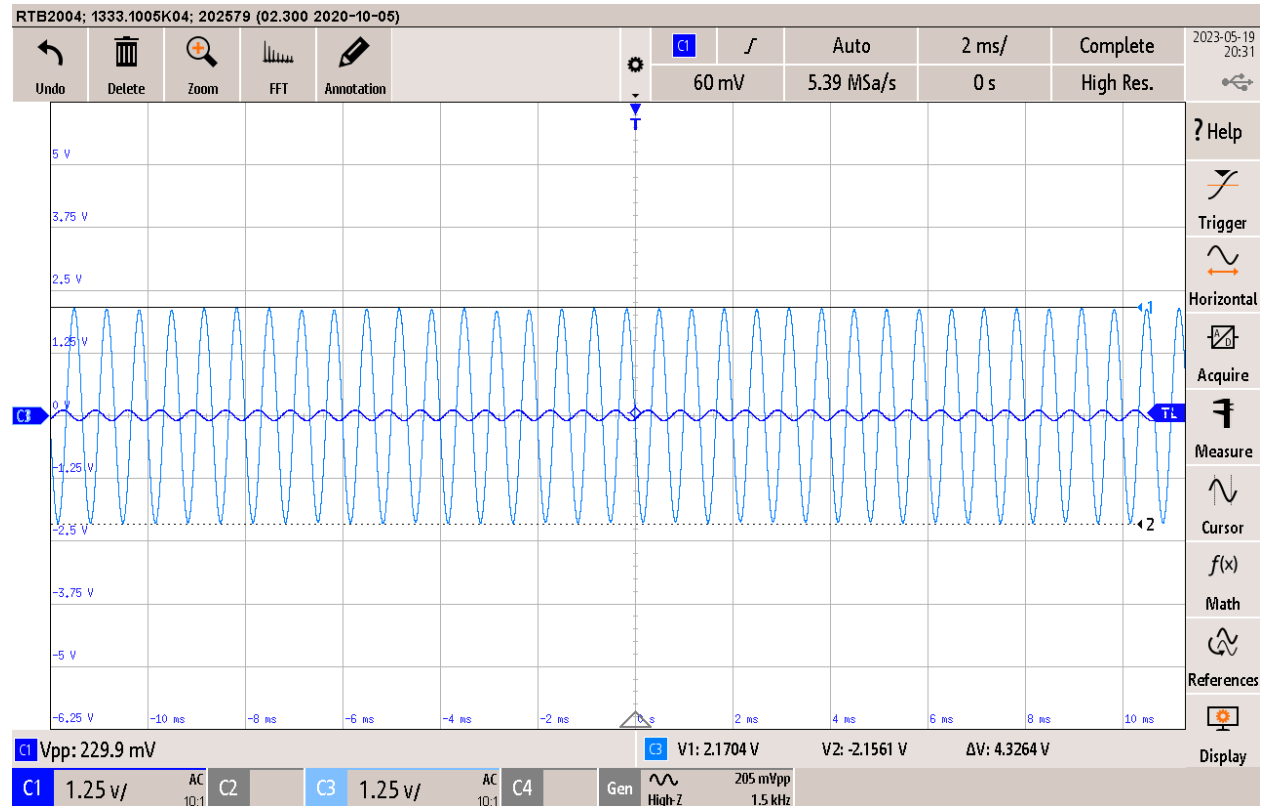 RTB2004; 1333.1005K04; 202579 (02.300 2020-10-05)
Undo Delete Zoom FFT Annotation
C1 Auto 2 ms/ Complete
60 mV 5.39 MSa/s 0 s High Res.
2023-05-19
20:31
T
5 V
3.75 V
2.5 V
1
1.25 V
0 V
C3
TL
-1.25 V
-2.5 V
2
-3.75 V
-5 V
-6.25 V -10 ms -8 ms -6 ms -4 ms -2 ms 0 s 2 ms 4 ms 6 ms 8 ms 10 ms
? Help
Trigger
Horizontal
A
D
Acquire
Measure
Cursor
f(x)
Math
References
Display
C1 Vpp: 229.9 mV
C3 V1: 2.1704 V V2: -2.1561 V ΔV: 4.3264 V
C1 1.25 V/ AC 10:1 C2 C3 1.25 V/ AC 10:1 C4 Gen High-Z 205 mVpp 1.5 kHz